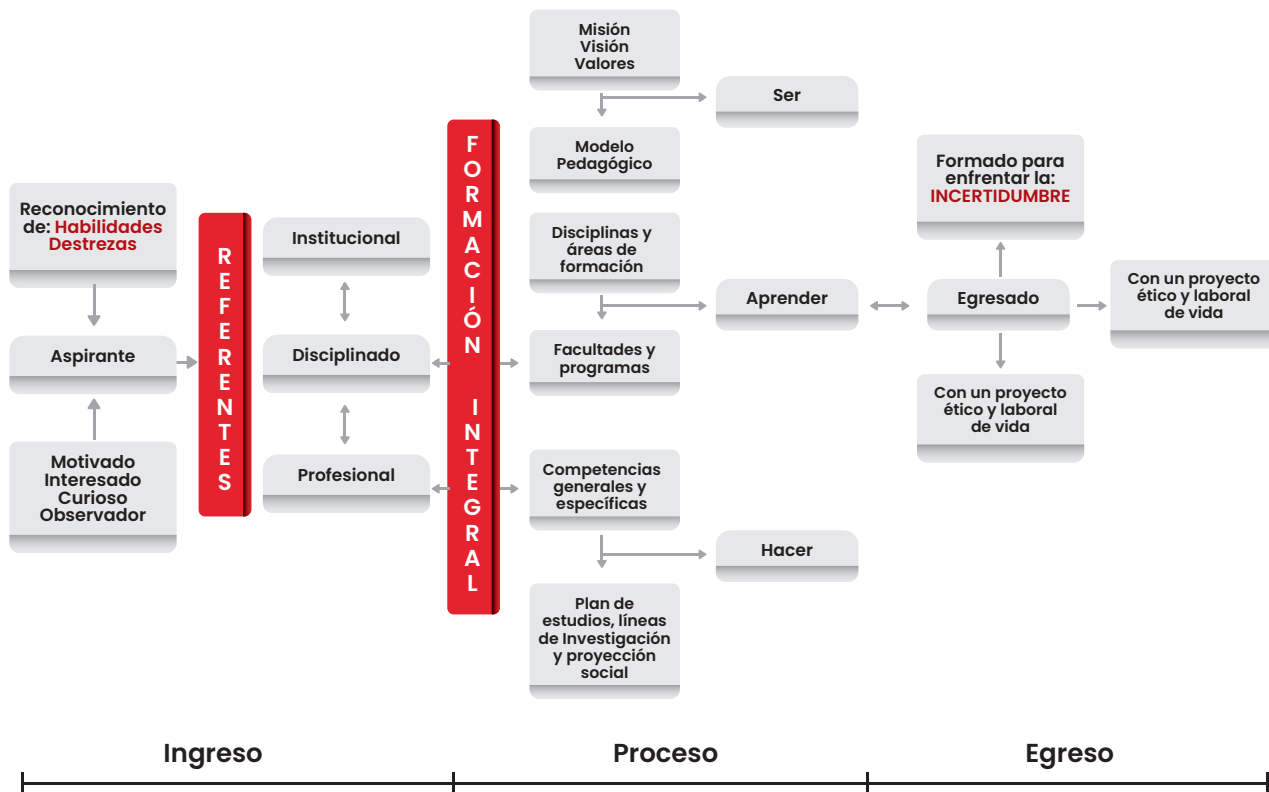 Reconocimiento
de: Habilidades
Destrezas
Aspirante
Motivado
Interesado
Curioso
Observador
REFERENTES
Institucional
Disciplinado
Profesional
FORMACIÓN INTEGRAL
Misión
Visión
Valores
Ser
Modelo
Pedagógico
Disciplinas y
áreas de
formación
Aprender
Facultades y
programas
Competencias
generales y
específicas
Hacer
Plan de
estudios, líneas
de Investigación
y proyección
social
Formado para
enfrentar la:
INCERTIDUMBRE
Egresado
Con un proyecto
ético y laboral
de vida
Con un proyecto
ético y laboral
de vida
Ingreso
Proceso
Egreso